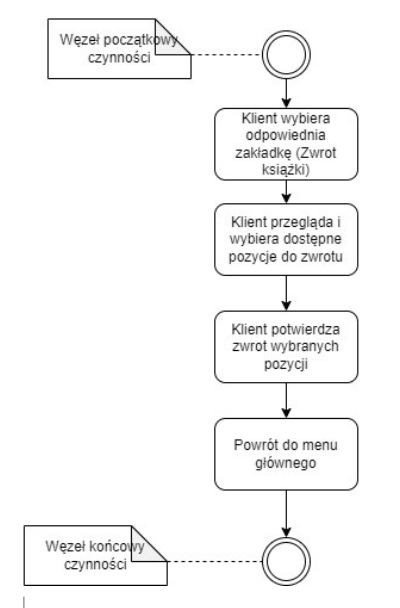 Węzeł początkowy
czynności
Klient wybiera
odpowiednia
zakładkę (Zwrot
książki)
Klient przegląda i
wybiera dostępne
pozycje do zwrotu
Klient potwierdza
zwrot wybranych
pozycji
Powrót do menu
głównego
Węzeł końcowy
czynności